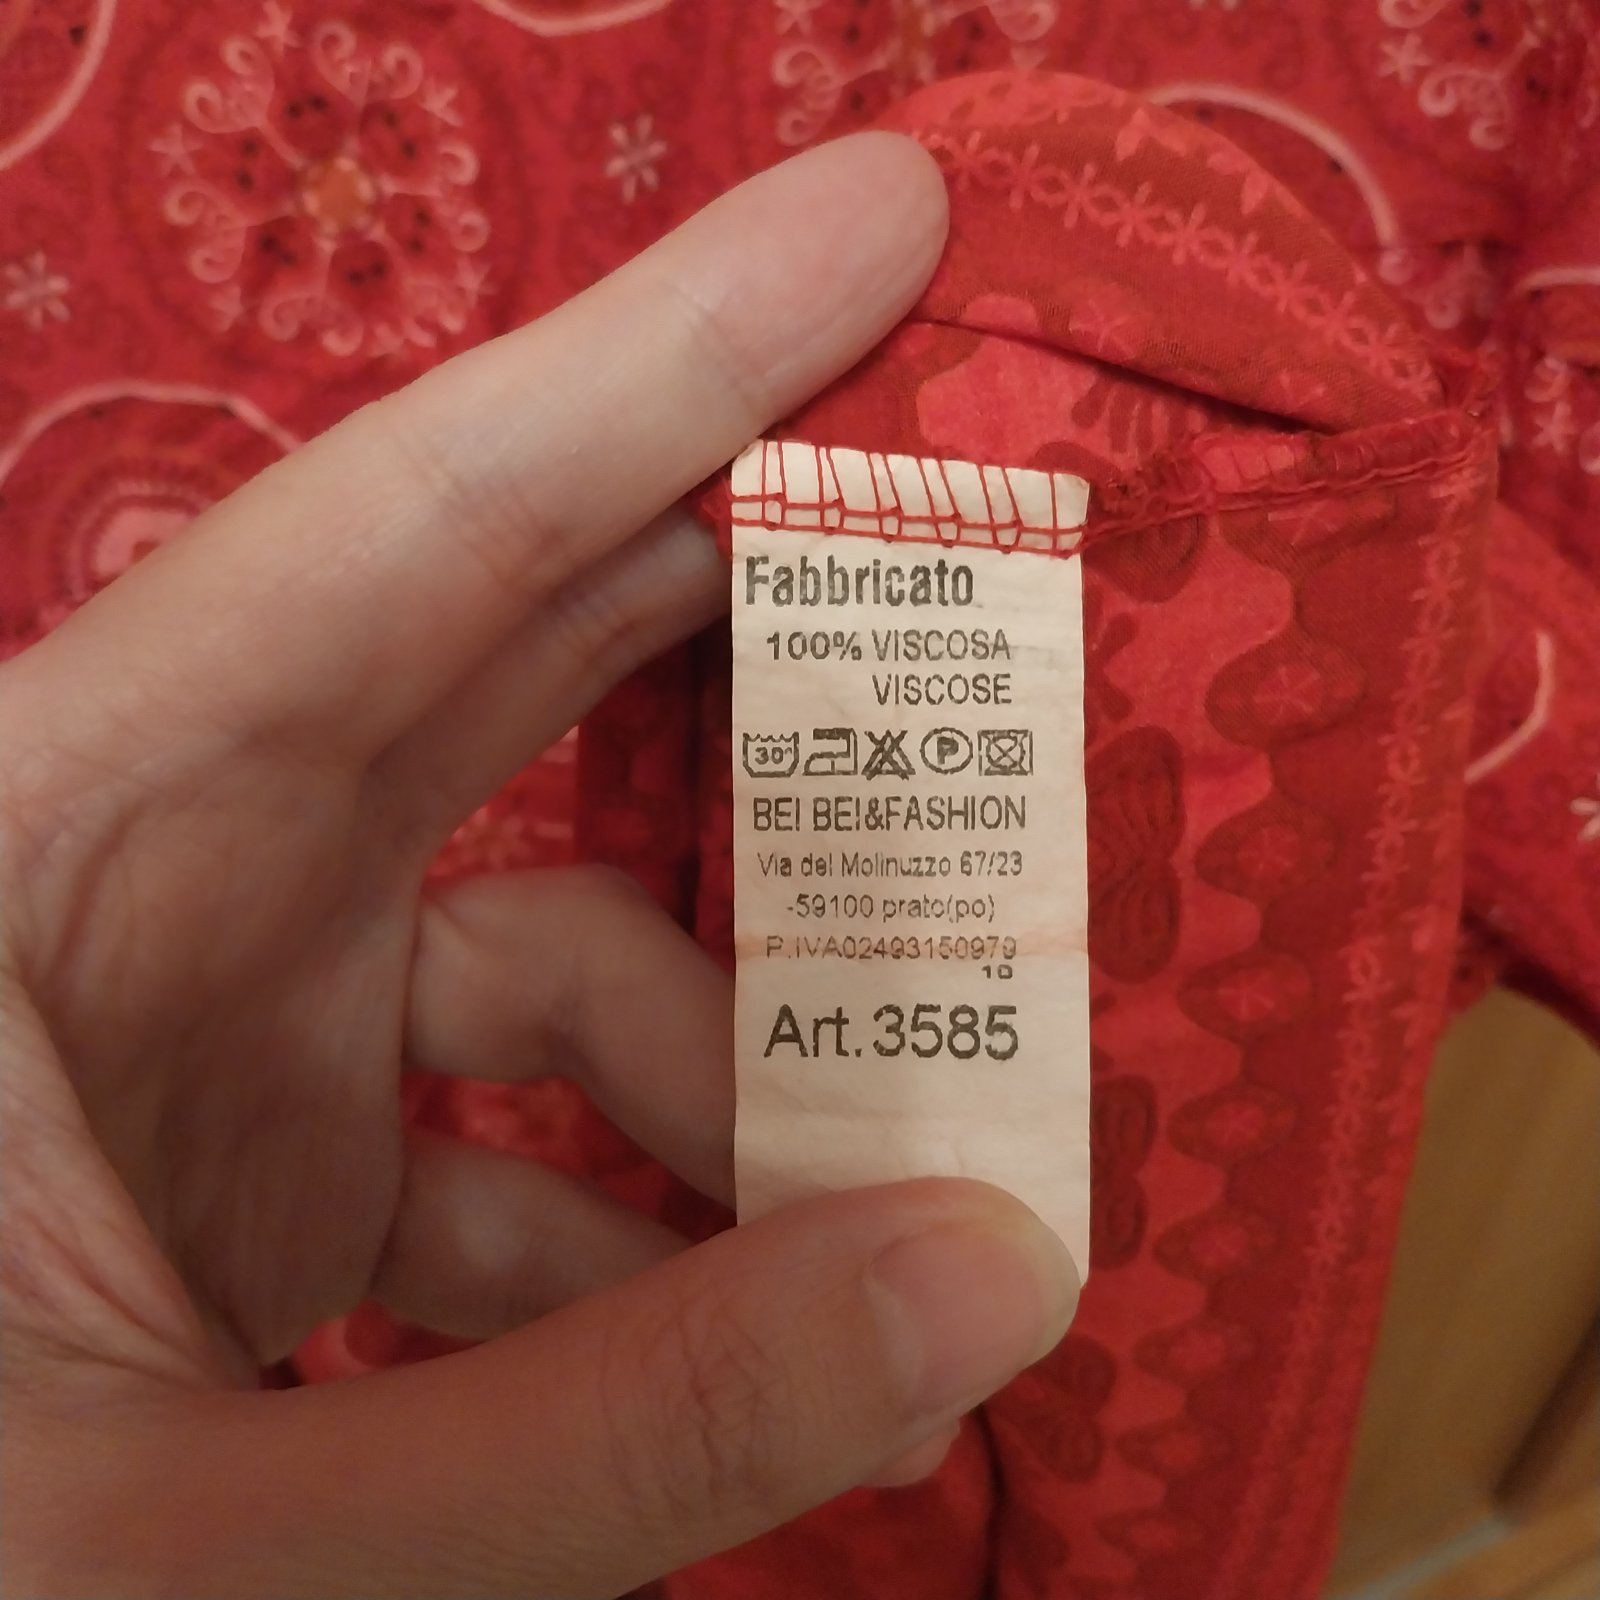 Fabbricato
100% VISCOSA
VISCOSE
30° P
BEI BEI&FASHION
Via del Molinuzzo 67/23
-59100 prato(po)
P.IVA02493150979
10
Art.3585